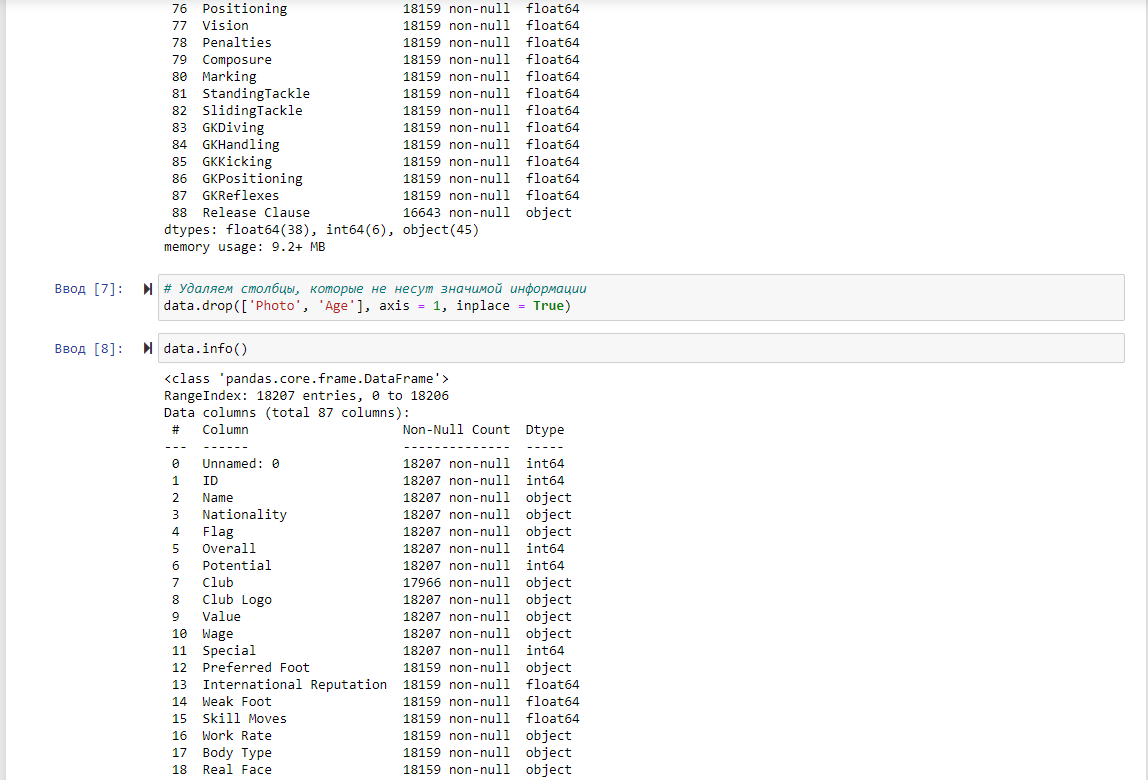 76 Positioning 18159 non-null float64
77 Vision 18159 non-null float64
78 Penalties 18159 non-null float64
79 Composure 18159 non-null float64
80 Marking 18159 non-null float64
81 StandingTackle 18159 non-null float64
82 SlidingTackle 18159 non-null float64
83 GKDiving 18159 non-null float64
84 GKHandling 18159 non-null float64
85 GKKicking 18159 non-null float64
86 GKPositioning 18159 non-null float64
87 GKReflexes 18159 non-null float64
88 Release Clause 16643 non-null object
dtypes: float64(38), int64(6), object(45)
memory usage: 9.2+ MB
Ввод [7]: # Удаляем столбцы, которые не несут значимой информации
data.drop(['Photo', 'Age'], axis = 1, inplace = True)
Ввод [8]: data.info()
<class 'pandas.core.frame.DataFrame'>
RangeIndex: 18207 entries, 0 to 18206
Data columns (total 87 columns):
# Column Non-Null Count Dtype
--- ------ -------------- -----
0 Unnamed: 0 18207 non-null int64
1 ID 18207 non-null int64
2 Name 18207 non-null object
3 Nationality 18207 non-null object
4 Flag 18207 non-null object
5 Overall 18207 non-null int64
6 Potential 18207 non-null int64
7 Club 17966 non-null object
8 Club Logo 18207 non-null object
9 Value 18207 non-null object
10 Wage 18207 non-null object
11 Special 18207 non-null int64
12 Preferred Foot 18159 non-null object
13 International Reputation 18159 non-null float64
14 Weak Foot 18159 non-null float64
15 Skill Moves 18159 non-null float64
16 Work Rate 18159 non-null object
17 Body Type 18159 non-null object
18 Real Face 18159 non-null object